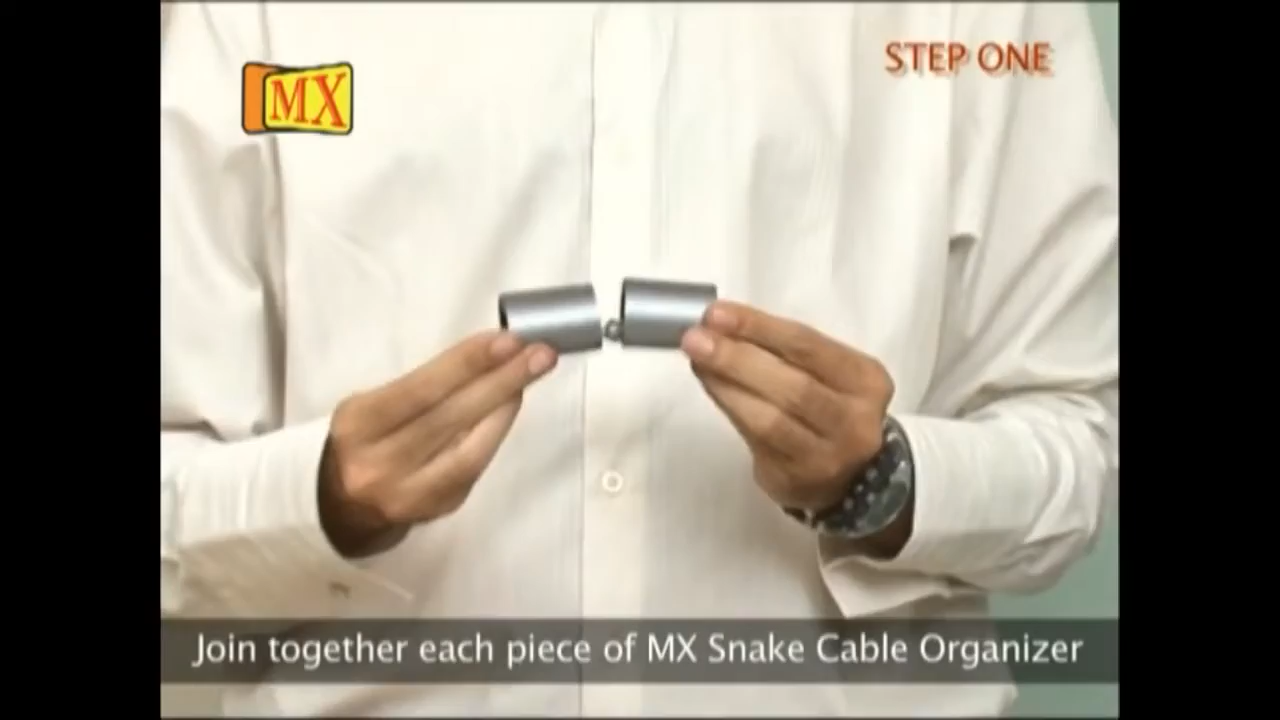 MX
STEP ONE
Join together each piece of MX Snake Cable Organizer